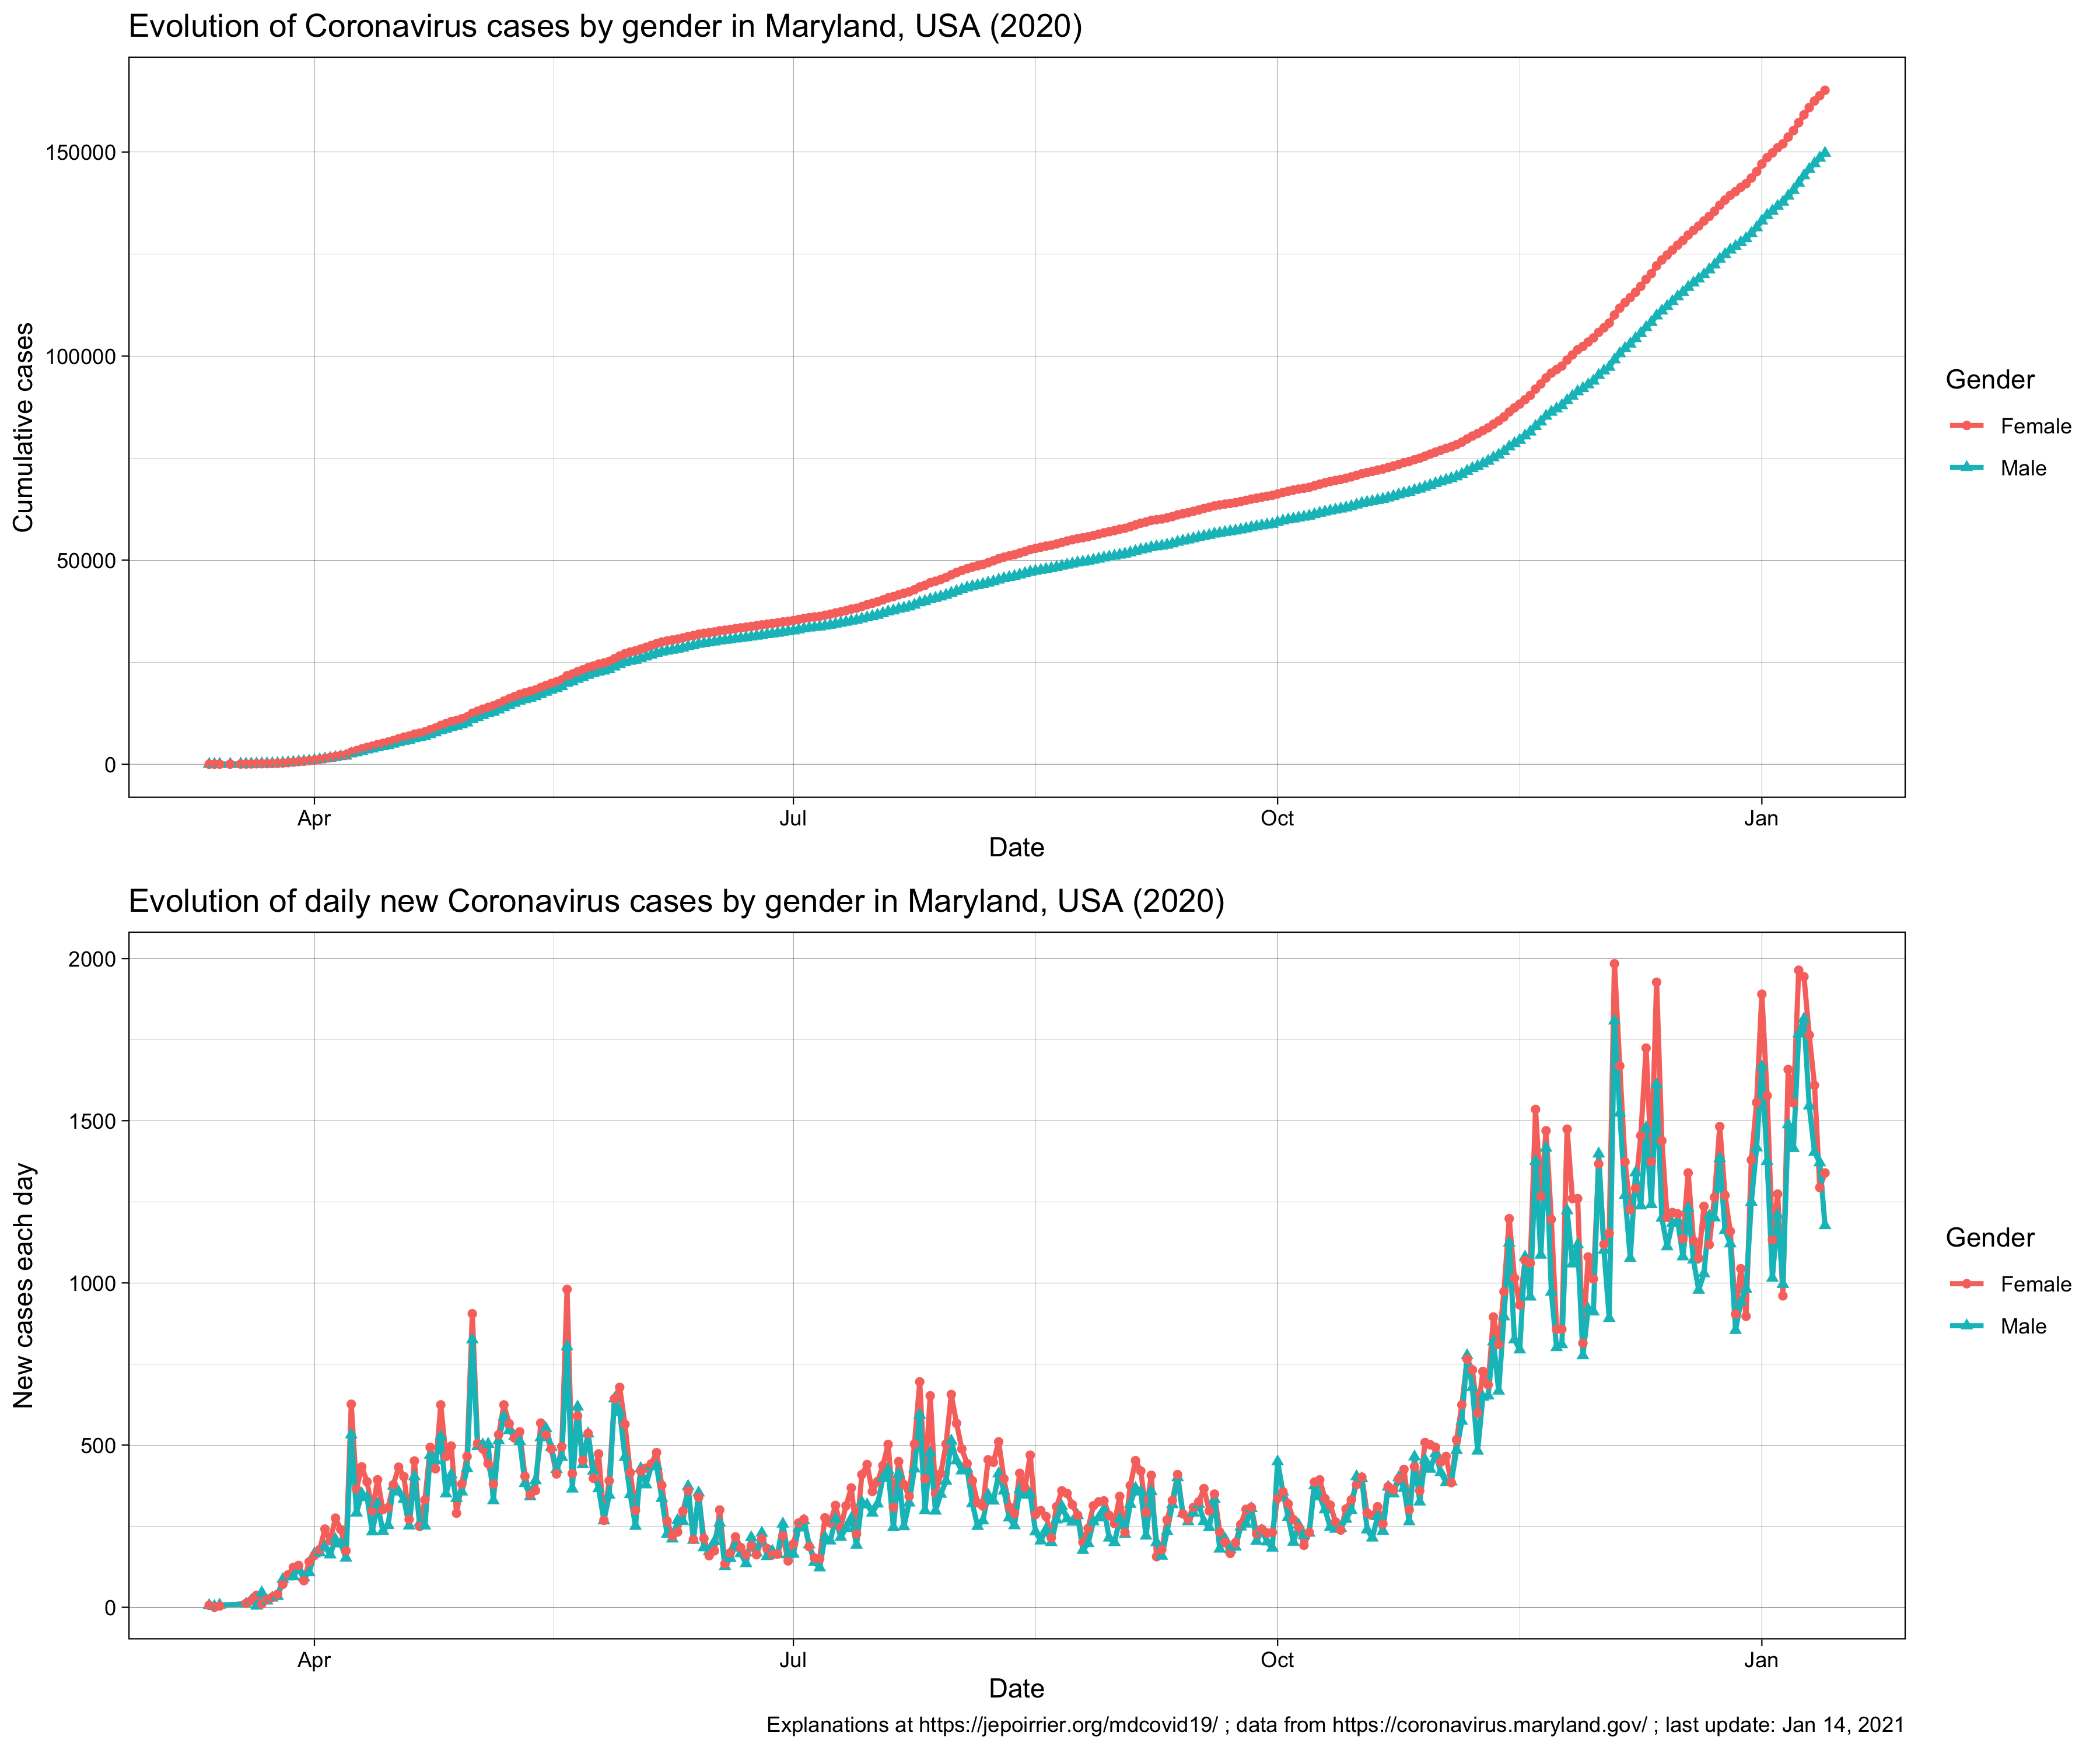 Evolution of Coronavirus cases by gender in Maryland, USA (2020)
Cumulative cases
150000
100000
50000
0
Apr
Jul
Oct
Jan
Date
Gender
Female
Male
Evolution of daily new Coronavirus cases by gender in Maryland, USA (2020)
New cases each day
2000
1500
1000
500
0
Apr
Jul
Oct
Jan
Date
Gender
Female
Male
Explanations at https://jepoirrier.org/mdcovid19/ ; data from https://coronavirus.maryland.gov/ ; last update: Jan 14, 2021